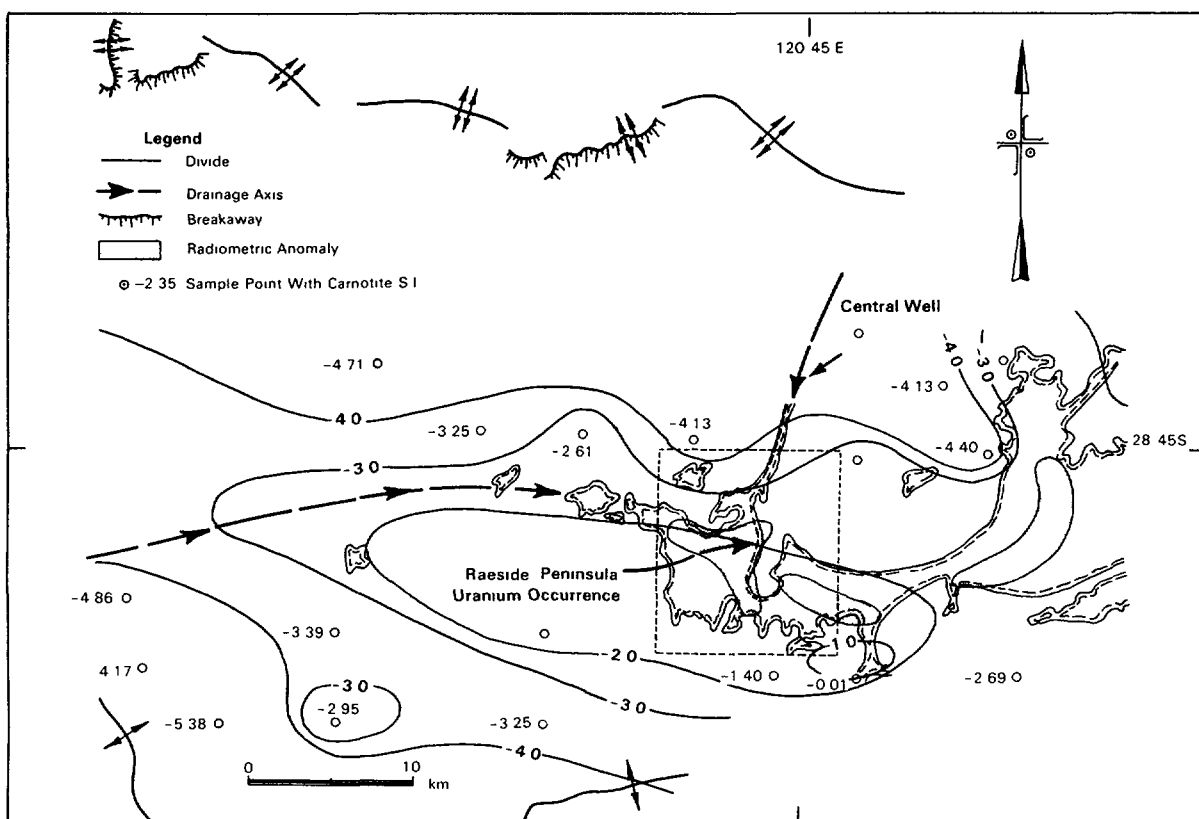 120 45 E
Legend
Divide
Drainage Axis
Breakaway
Radiometric Anomaly
-2 35 Sample Point With Carnotite S I
Central Well
-4 0
-3 0
-4 71
-4 13
-4 0
-3 25
-4 13
-2 61
-4 40
28 45S
-3 0
Raeside Peninsula
Uranium Occurrence
-4 86
-3 39
-1 0
-2 0
4 17
-1 40
-0 01
-2 69
-3 0
-2 95
-3 0
-5 38
-3 25
-4 0
0
10
km